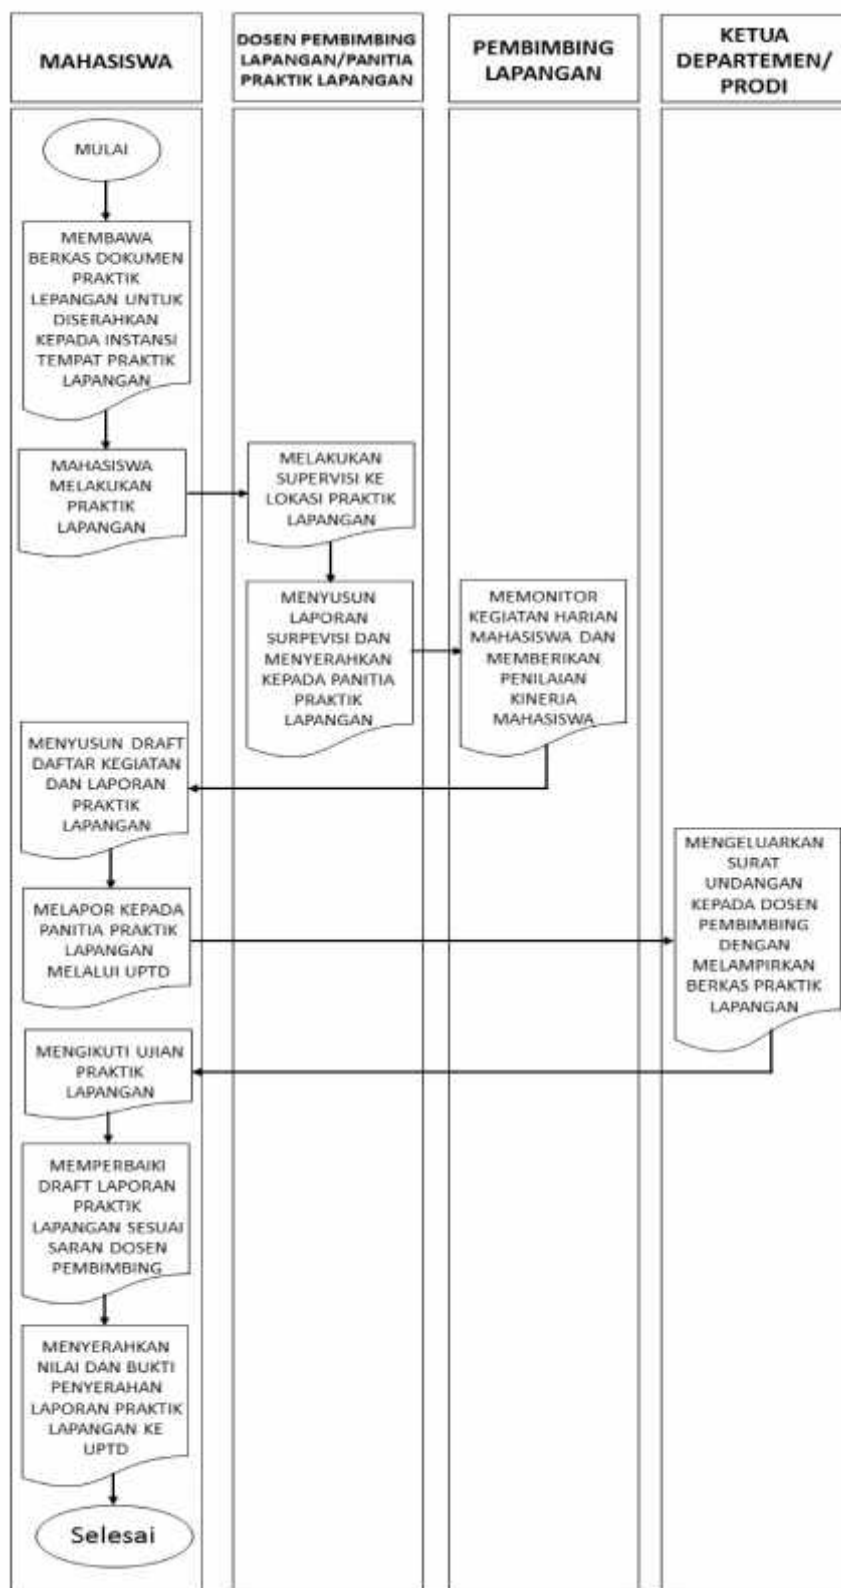 MAHASISWA
DOSEN PEMBIMBING
LAPANGAN/PANITIA
PRAKTIK LAPANGAN
PEMBIMBING
LAPANGAN
KETUA
DEPARTEMEN/
PRODI
MULAI
MEMBAWA
BERKAS DOKUMEN
PRAKTIK
LEPANGAN UNTUK
DISERAHKAN
KEPADA INSTANSI
TEMPAT PRAKTIK
LAPANGAN
MAHASISWA
MELAKUKAN
PRAKTIK
LAPANGAN
MELAKUKAN
SUPERVISI KE
LOKASI PRAKTIK
LAPANGAN
MENYUSUN
LAPORAN
SURPEVISI DAN
MENYERAHKAN
KEPADA PANITIA
PRAKTIK
LAPANGAN
MEMONITOR
KEGIATAN HARIAN
MAHASISWA DAN
MEMBERIKAN
PENILAIAN
KINERJA
MAHASISWA
MENYUSUN DRAFT
DAFTAR KEGIATAN
DAN LAPORAN
PRAKTIK
LAPANGAN
MELAPOR KEPADA
PANITIA PRAKTIK
LAPANGAN
MELALUI UPTD
MENGELUARKAN
SURAT
UNDANGAN
KEPADA DOSEN
PEMBIMBING
DENGAN
MELAMPIRKAN
BERKAS PRAKTIK
LAPANGAN
MENGIKUTI UJIAN
PRAKTIK
LAPANGAN
MEMPERBAIKI
DRAFT LAPORAN
PRAKTIK
LAPANGAN SESUAI
SARAN DOSEN
PEMBIMBING
MENYERAHKAN
NILAI DAN BUKTI
PENYERAHAN
LAPORAN PRAKTIK
LAPANGAN KE
UPTD
Selesai